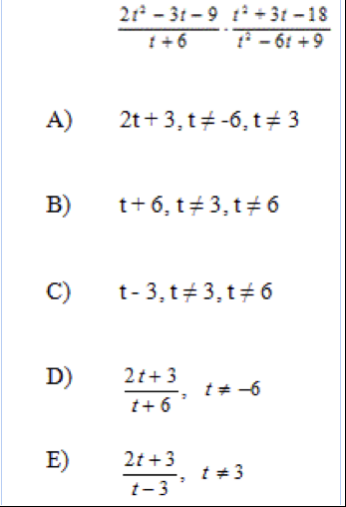 2t² - 3t - 9 / t + 6 · t² + 3t - 18 / t² - 6t + 9
A) 2t + 3, t ≠ -6, t ≠ 3
B) t + 6, t ≠ 3, t ≠ 6
C) t - 3, t ≠ 3, t ≠ 6
D) 2t + 3 / t + 6, t ≠ -6
E) 2t + 3 / t - 3, t ≠ 3